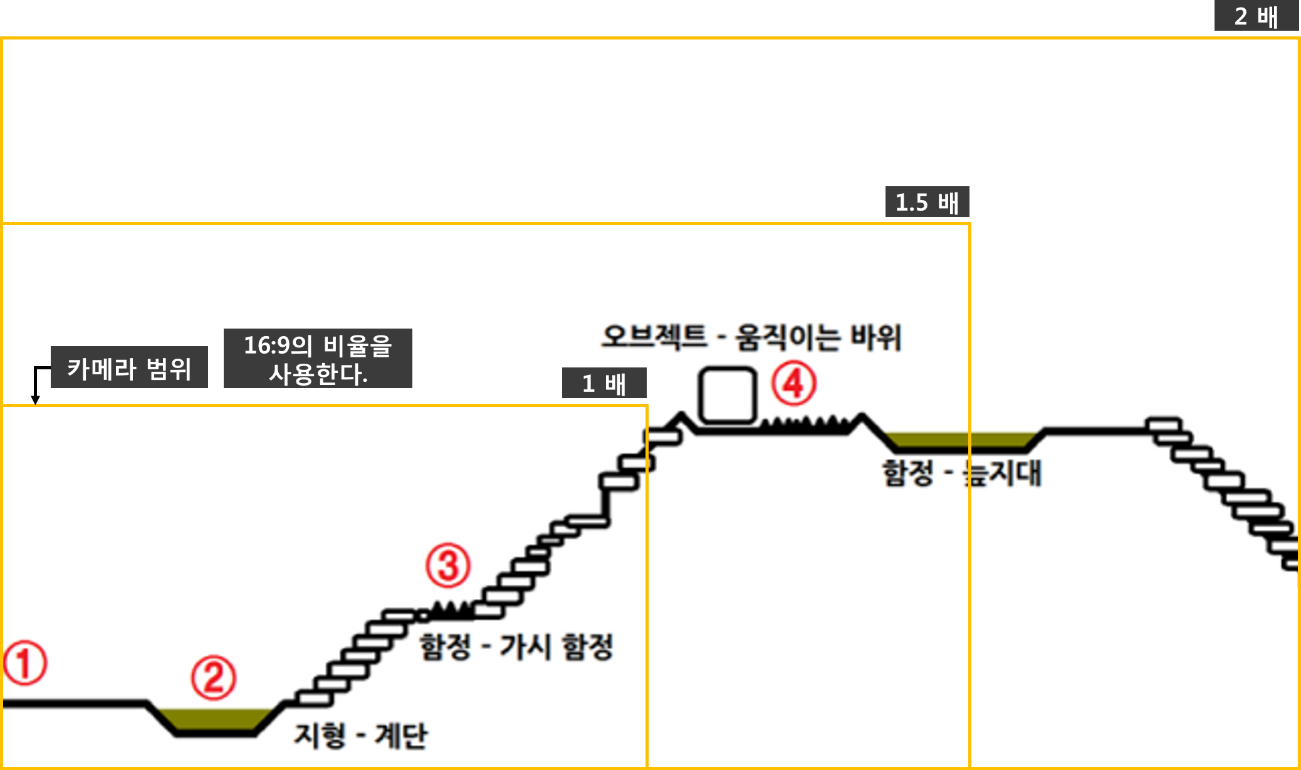 2 배
1.5 배
카메라 범위
16:9의 비율을
사용한다.
1 배
오브젝트 - 움직이는 바위
④
함정 - 늪지대
③
함정 - 가시 함정
①
②
지형 - 계단